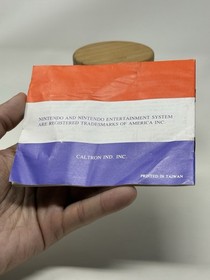 NINTENDO AND NINTENDO ENTERTAINMENT SYSTEM
ARE REGISTERED TRADEMARKS OF AMERICA INC
CALTRON IND. INC.
PRINTED IN TAIWAN